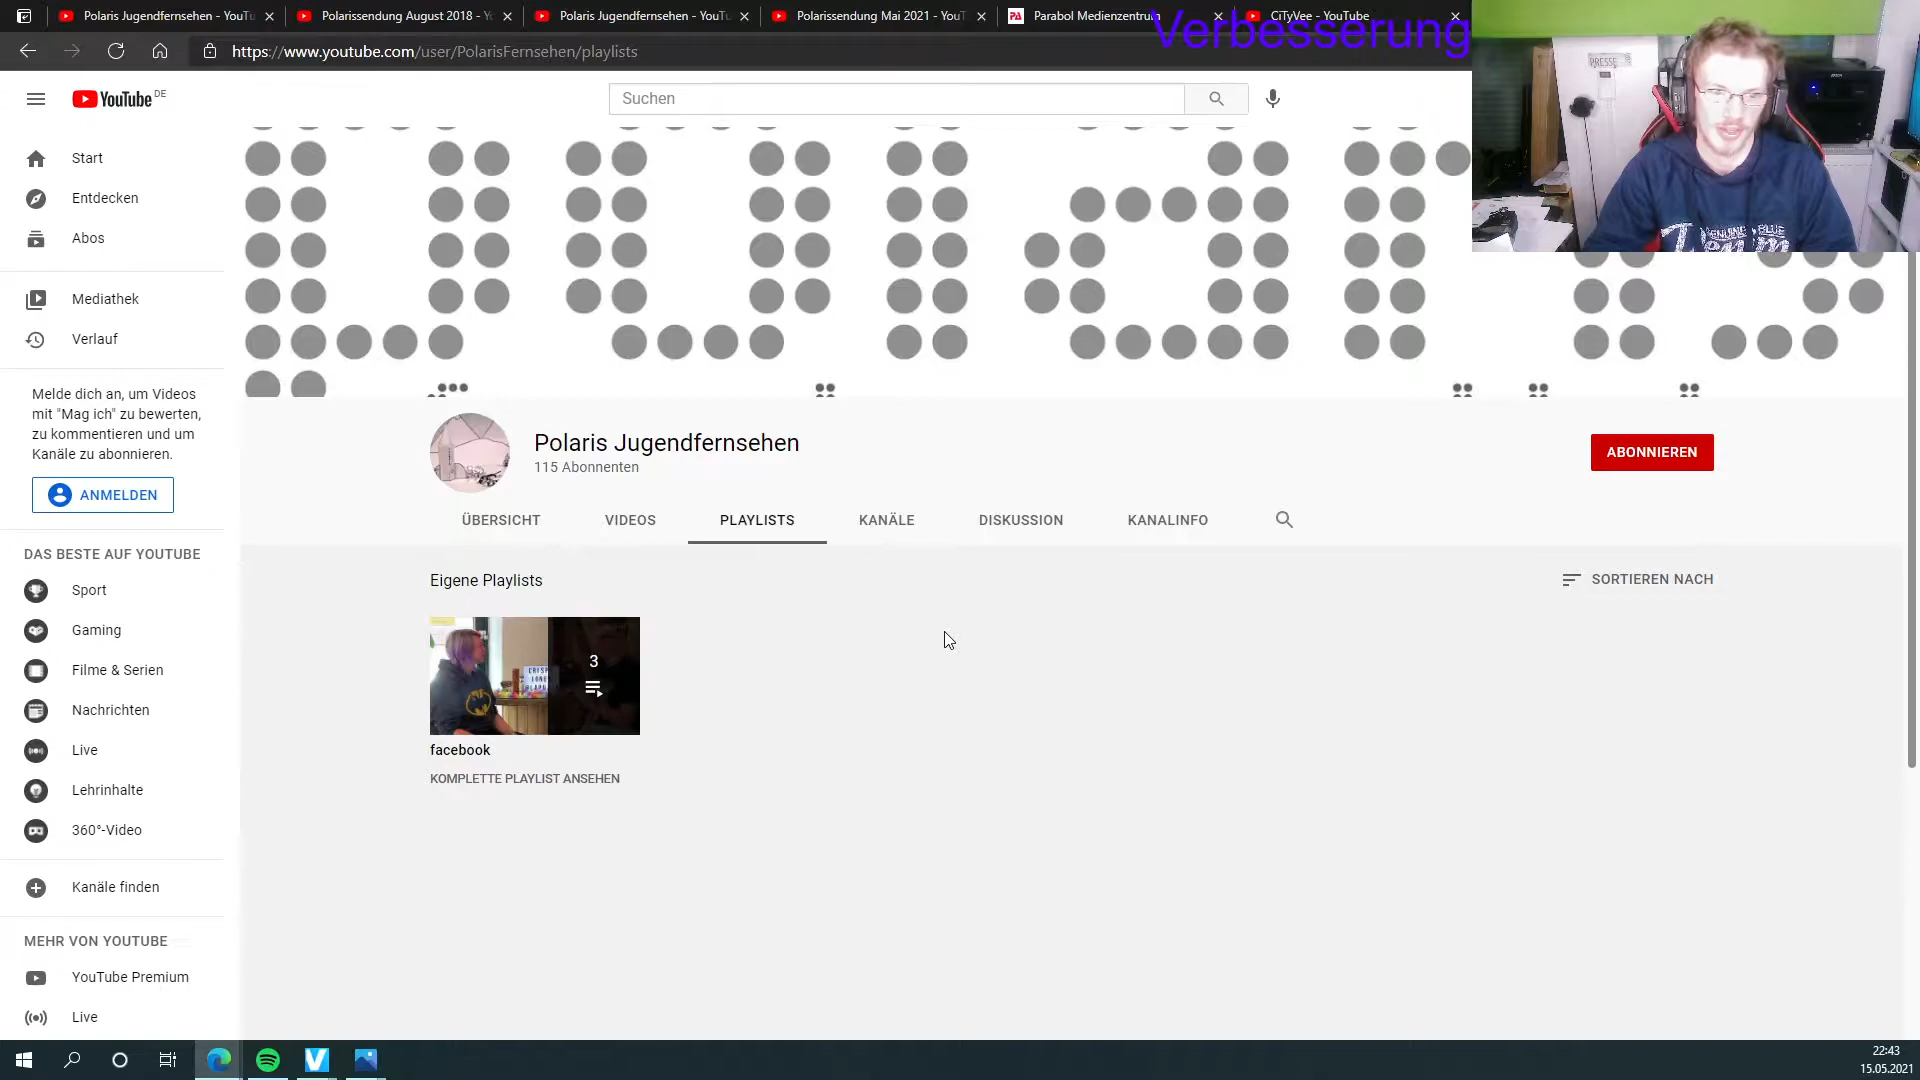 Polaris Jugendfernsehen - YouTu
Polarissendung August 2018 - Yo
Polaris Jugendfernsehen - YouTu
Polarissendung Mai 2021 - YouT
PA Parabol Medienzentrum
CiTyVee - YouTube
Verbesserung
https://www.youtube.com/user/PolarisFernsehen/playlists
PRESSE
YouTube DE
Suchen
Start
Entdecken
Abos
GENUINE BLUE
Denim
Mediathek
Verlauf
Melde dich an, um Videos
mit "Mag ich" zu bewerten,
zu kommentieren und um
Kanäle zu abonnieren.
ANMELDEN
Polaris Jugendfernsehen
115 Abonnenten
ABONNIEREN
ÜBERSICHT
VIDEOS
PLAYLISTS
KANÄLE
DISKUSSION
KANALINFO
DAS BESTE AUF YOUTUBE
Sport
Gaming
Filme & Serien
Nachrichten
Live
Lehrinhalte
360°-Video
Eigene Playlists
SORTIEREN NACH
3
facebook
KOMPLETTE PLAYLIST ANSEHEN
Kanäle finden
MEHR VON YOUTUBE
YouTube Premium
Live
22:43
15.05.2021